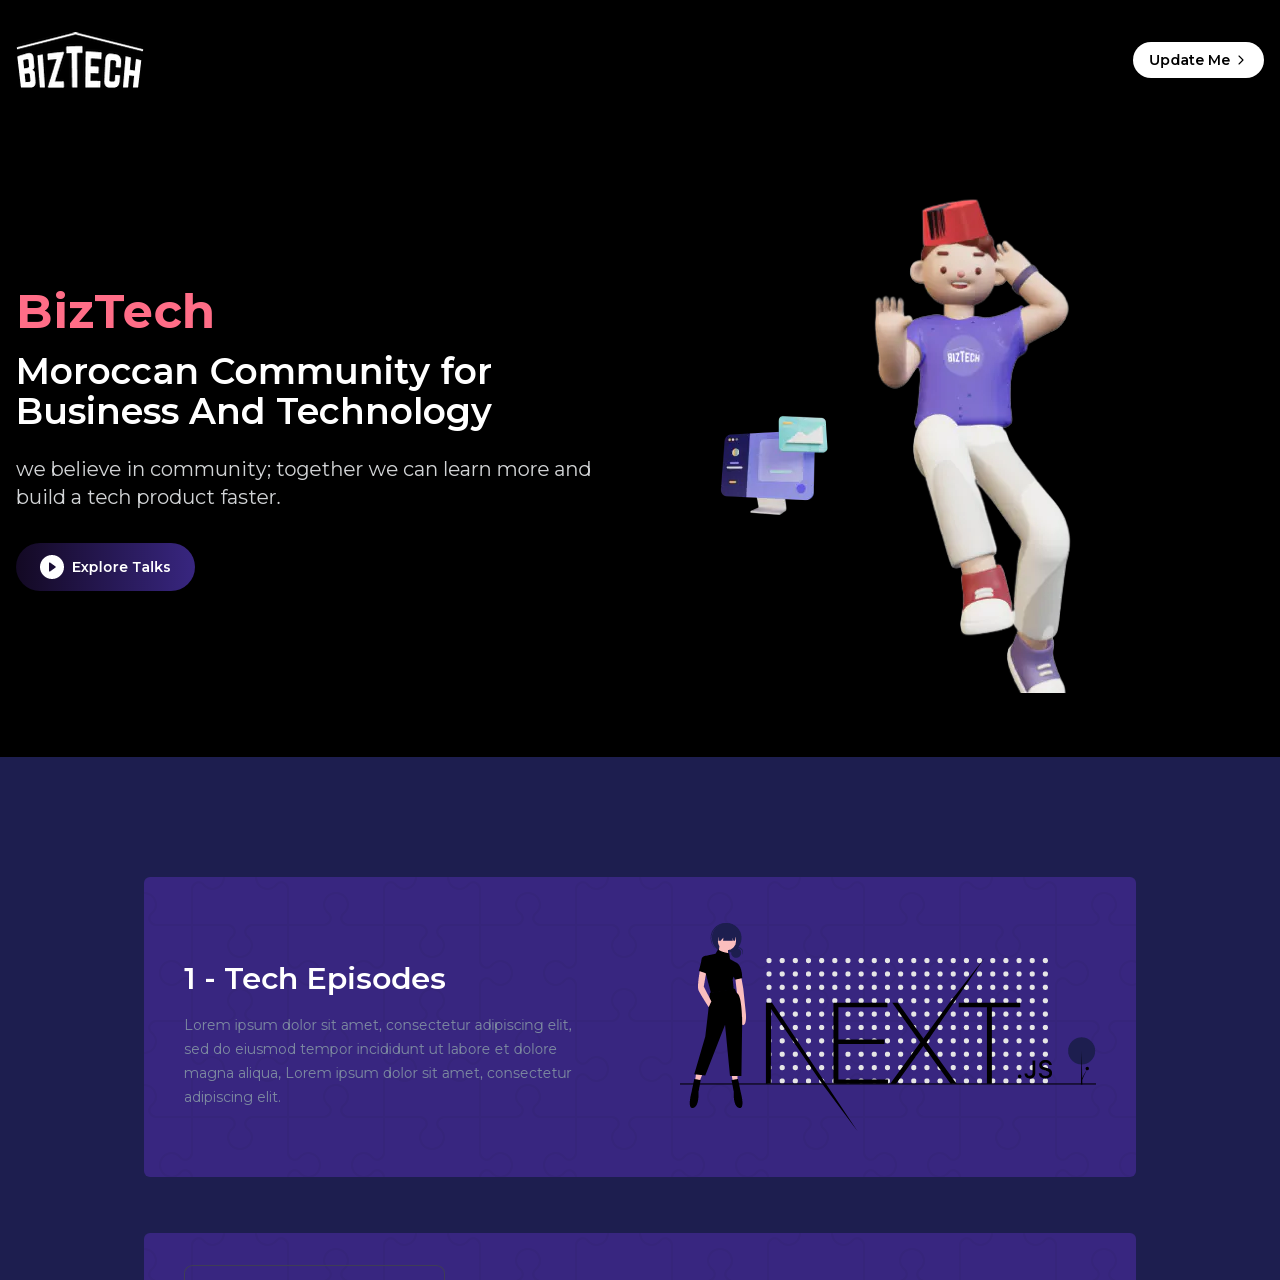 BIZTECH
Update Me
BizTech
Moroccan Community for
Business And Technology
we believe in community; together we can learn more and
build a tech product faster.
Explore Talks
BIZTECH
1 - Tech Episodes
Lorem ipsum dolor sit amet, consectetur adipiscing elit,
sed do eiusmod tempor incididunt ut labore et dolore
magna aliqua, Lorem ipsum dolor sit amet, consectetur
adipiscing elit.
NEXT.JS